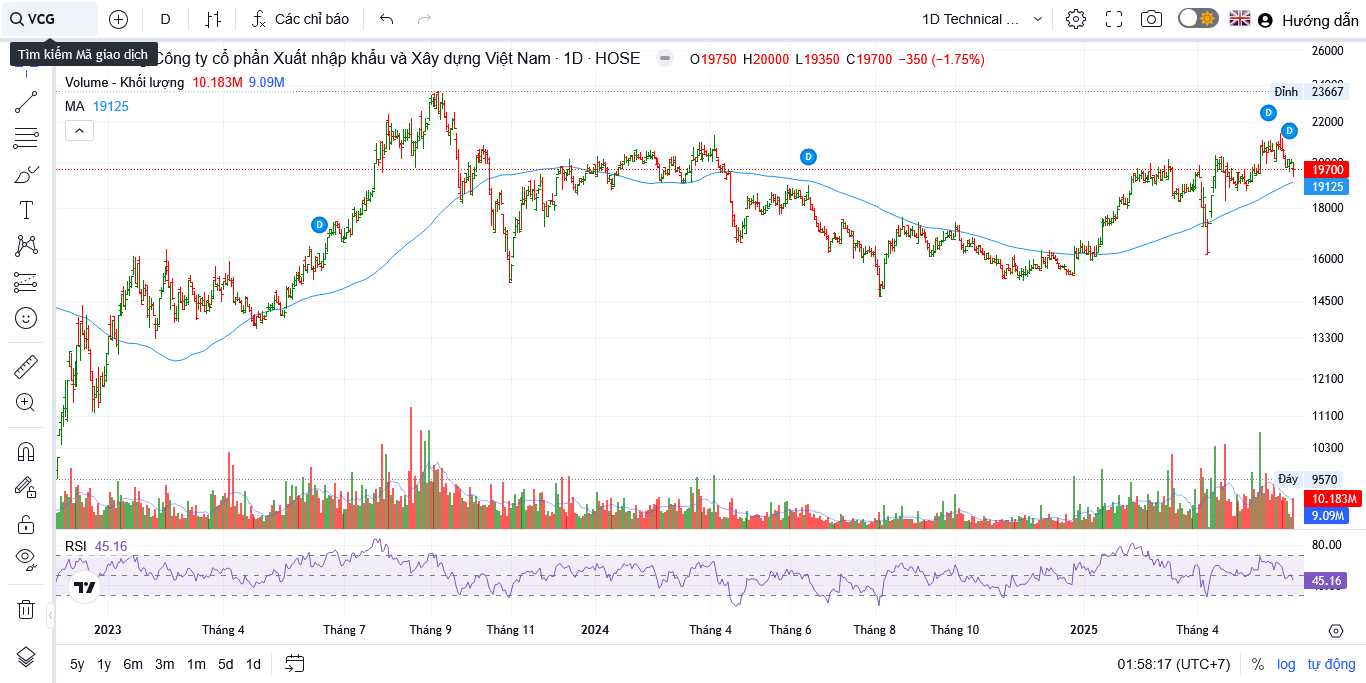 VCG
D
Các chỉ báo
1D Technical ...
Hướng dẫn
Tìm kiếm Mã giao dịch
Công ty cổ phần Xuất nhập khẩu và Xây dựng Việt Nam · 1D · HOSE
O19750 H20000 L19350 C19700 −350 (−1.75%)
Volume - Khối lượng 10.183M 9.09M
MA 19125
26000
Đỉnh 23667
22000
D
D
D
D
19700
19125
18000
16000
14500
13300
12100
11100
10300
Đáy 9570
10.183M
9.09M
RSI 45.16
80.00
45.16
2023 Tháng 4 Tháng 7 Tháng 9 Tháng 11 2024 Tháng 4 Tháng 6 Tháng 8 Tháng 10 2025 Tháng 4
5y 1y 6m 3m 1m 5d 1d
01:58:17 (UTC+7) % log tự động